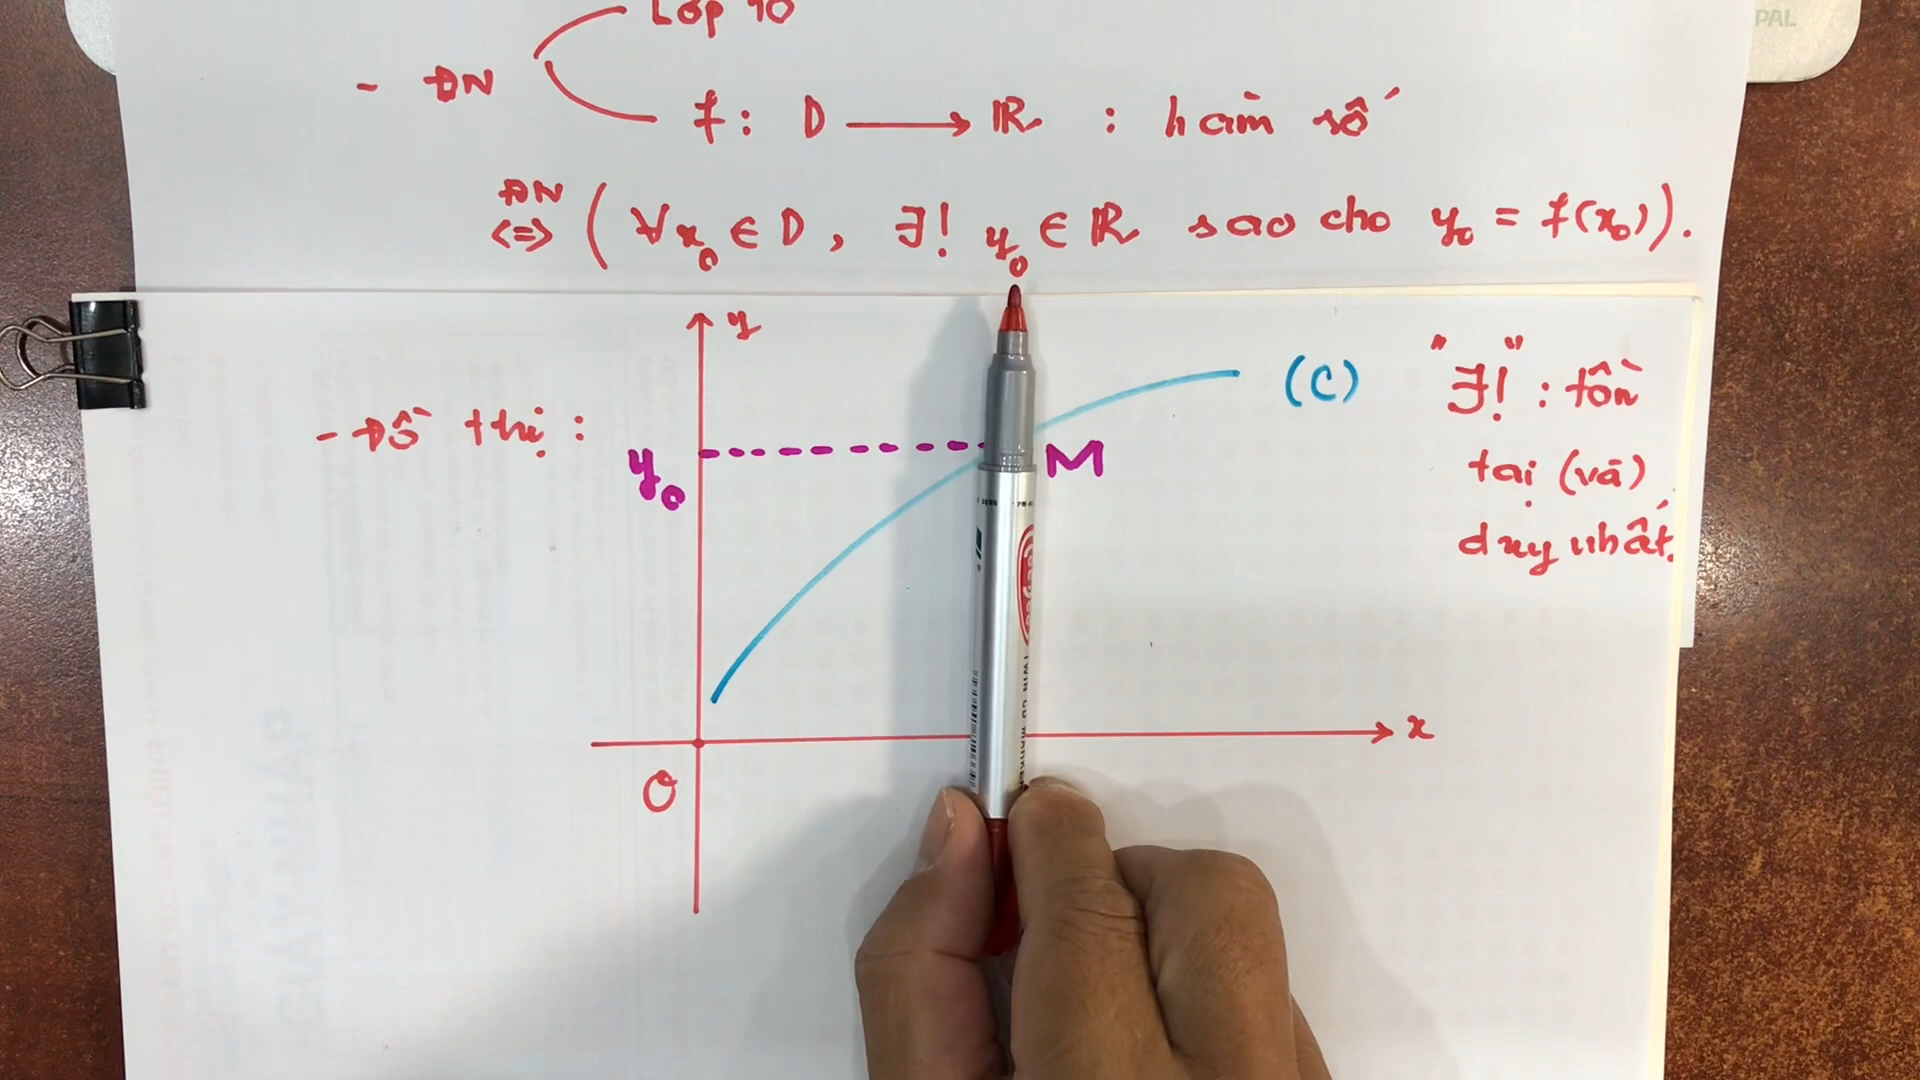 Lớp 10
- ĐN
f: D → ℝ : hàm số
ĐN
<=> ( ∀x₀ ∈ D, ∃! y₀ ∈ ℝ sao cho y₀ = f(x₀)).
y
(C)
"∃!" : tồn
tại (và)
duy nhất.
- Đồ thị :
y₀
M
x
O
PAL